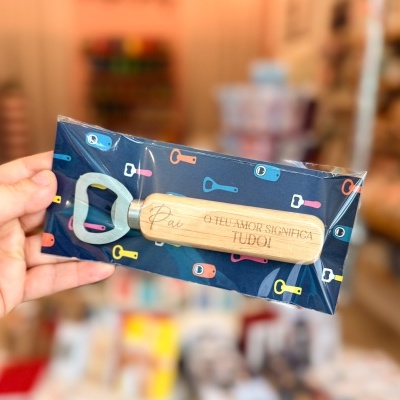 Pai
O TEU AMOR SIGNIFICA
TUDO!